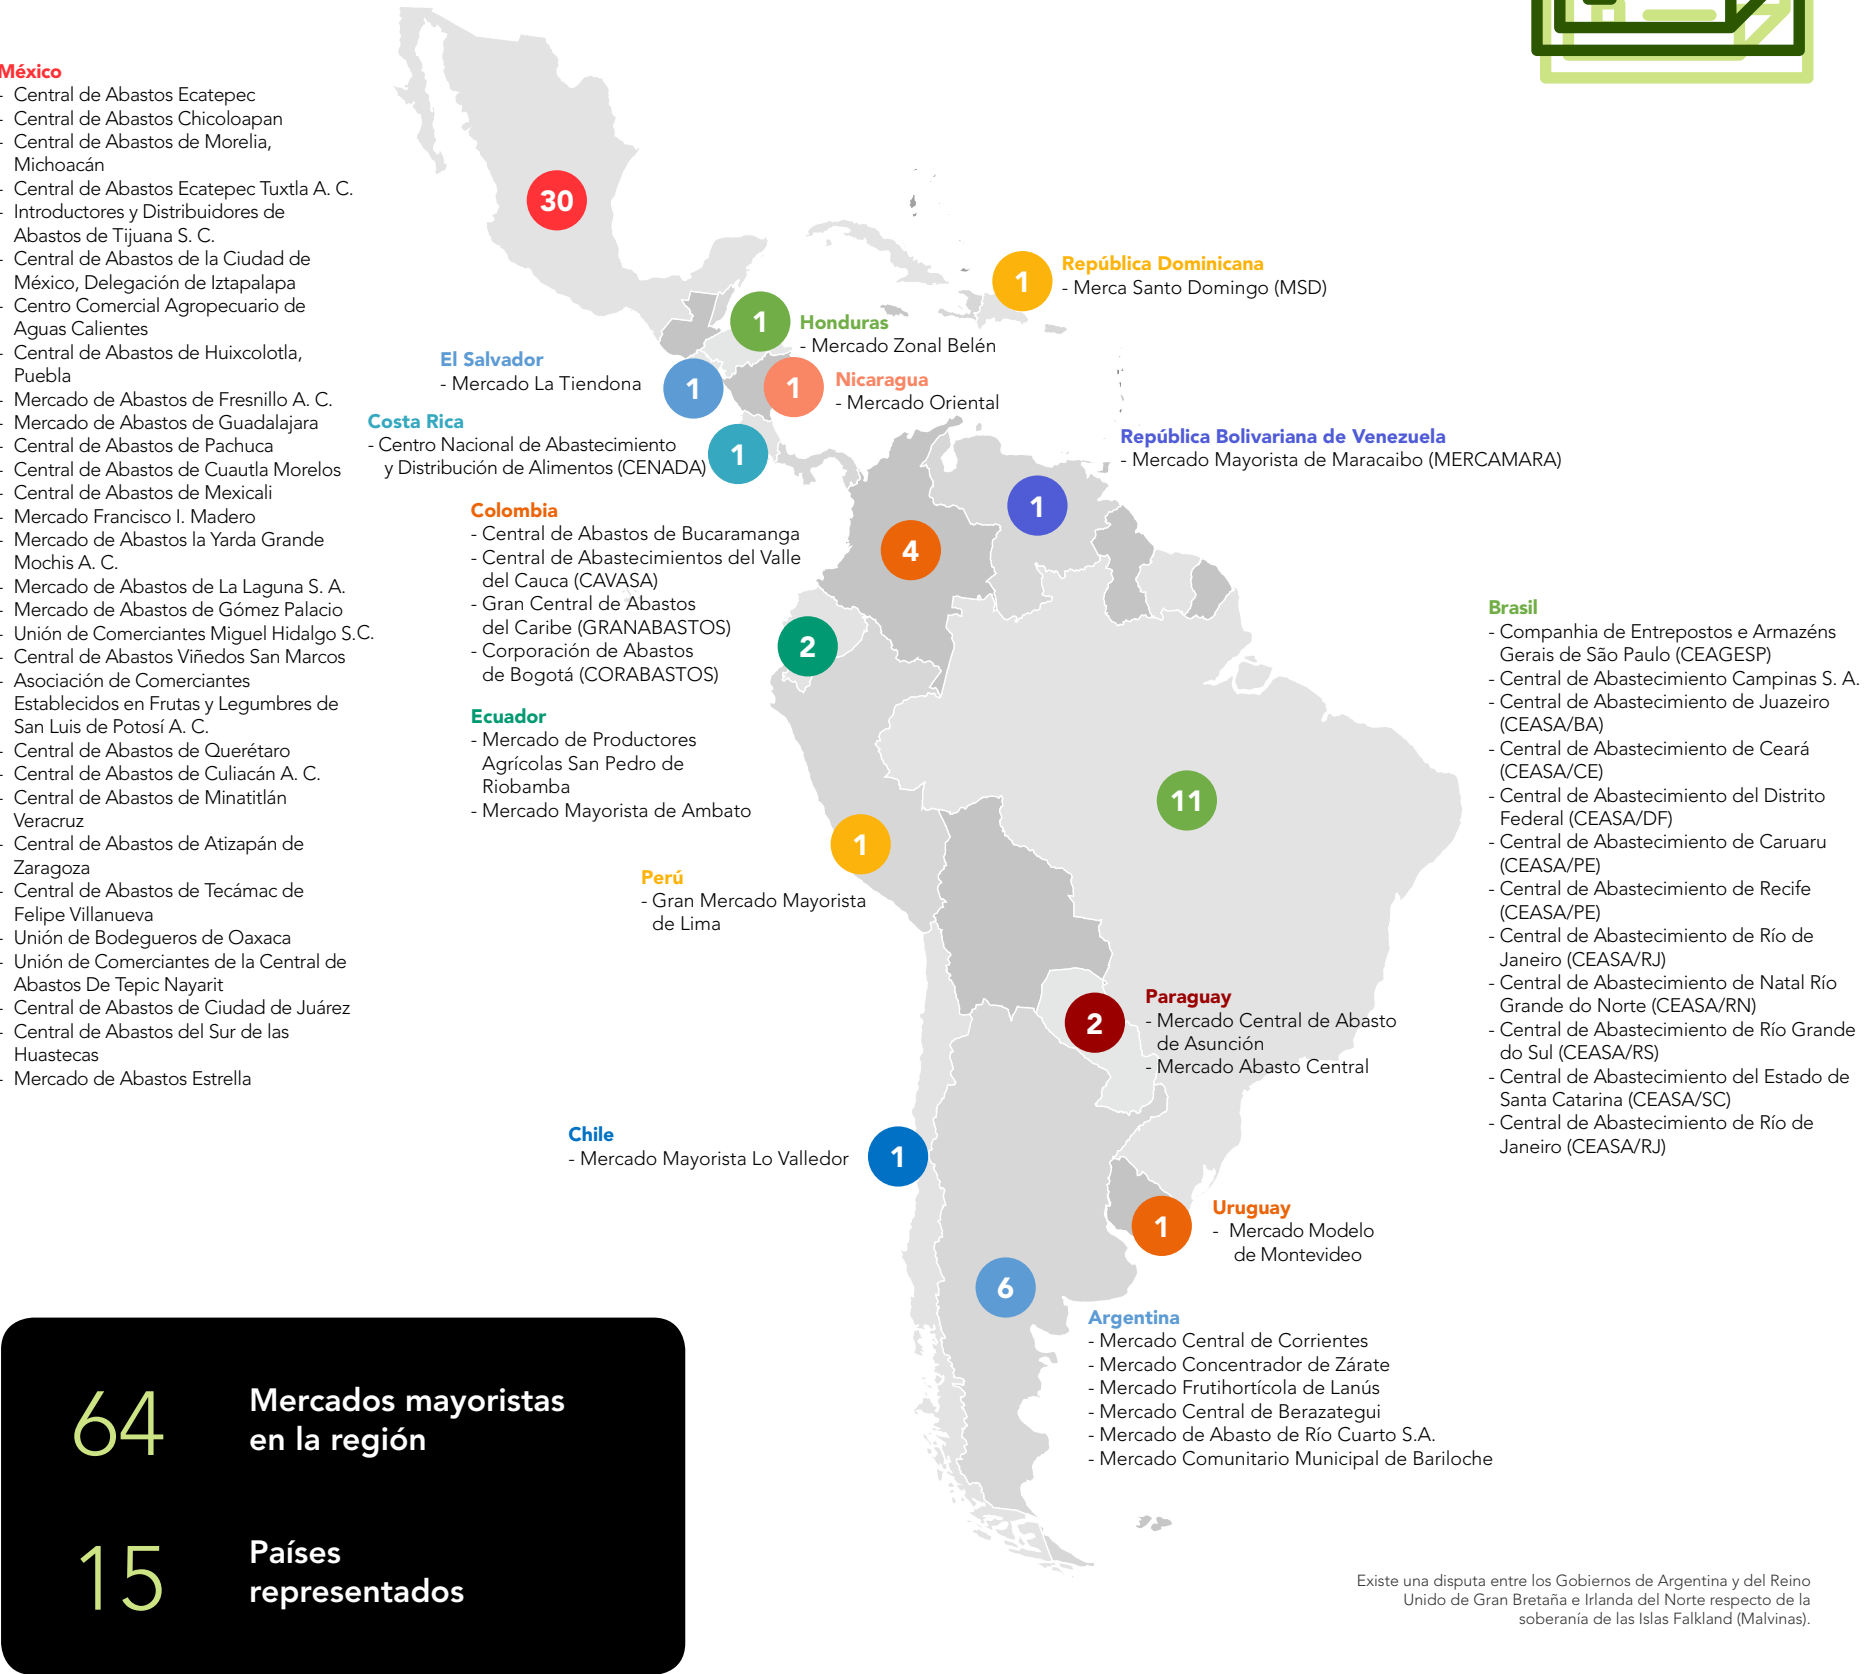 México
- Central de Abastos Ecatepec
- Central de Abastos Chicoloapan
- Central de Abastos de Morelia,
Michoacán
- Central de Abastos Ecatepec Tuxtla A. C.
- Introductores y Distribuidores de
Abastos de Tijuana S. C.
- Central de Abastos de la Ciudad de
México, Delegación de Iztapalapa
- Centro Comercial Agropecuario de
Aguas Calientes
- Central de Abastos de Huixcolotla,
Puebla
- Mercado de Abastos de Fresnillo A. C.
- Mercado de Abastos de Guadalajara
- Central de Abastos de Pachuca
- Central de Abastos de Cuautla Morelos
- Central de Abastos de Mexicali
- Mercado Francisco I. Madero
- Mercado de Abastos la Yarda Grande
Mochis A. C.
- Mercado de Abastos de La Laguna S. A.
- Mercado de Abastos de Gómez Palacio
- Unión de Comerciantes Miguel Hidalgo S.C.
- Central de Abastos Viñedos San Marcos
- Asociación de Comerciantes
Establecidos en Frutas y Legumbres de
San Luis de Potosí A. C.
- Central de Abastos de Querétaro
- Central de Abastos de Culiacán A. C.
- Central de Abastos de Minatitlán
Veracruz
- Central de Abastos de Atizapán de
Zaragoza
- Central de Abastos de Tecámac de
Felipe Villanueva
- Unión de Bodegueros de Oaxaca
- Unión de Comerciantes de la Central de
Abastos De Tepic Nayarit
- Central de Abastos de Ciudad de Juárez
- Central de Abastos del Sur de las
Huastecas
- Mercado de Abastos Estrella
30
1
República Dominicana
- Merca Santo Domingo (MSD)
1
Honduras
- Mercado Zonal Belén
El Salvador
- Mercado La Tiendona
1
1
Nicaragua
- Mercado Oriental
Costa Rica
- Centro Nacional de Abastecimiento
y Distribución de Alimentos (CENADA)
1
República Bolivariana de Venezuela
- Mercado Mayorista de Maracaibo (MERCAMARA)
1
Colombia
- Central de Abastos de Bucaramanga
- Central de Abastecimientos del Valle
del Cauca (CAVASA)
- Gran Central de Abastos
del Caribe (GRANABASTOS)
- Corporación de Abastos
de Bogotá (CORABASTOS)
4
2
Ecuador
- Mercado de Productores
Agrícolas San Pedro de
Riobamba
- Mercado Mayorista de Ambato
Brasil
- Companhia de Entrepostos e Armazéns
Gerais de São Paulo (CEAGESP)
- Central de Abastecimiento Campinas S. A.
- Central de Abastecimiento de Juazeiro
(CEASA/BA)
- Central de Abastecimiento de Ceará
(CEASA/CE)
- Central de Abastecimiento del Distrito
Federal (CEASA/DF)
- Central de Abastecimiento de Caruaru
(CEASA/PE)
- Central de Abastecimiento de Recife
(CEASA/PE)
- Central de Abastecimiento de Río de
Janeiro (CEASA/RJ)
- Central de Abastecimiento de Natal Río
Grande do Norte (CEASA/RN)
- Central de Abastecimiento de Río Grande
do Sul (CEASA/RS)
- Central de Abastecimiento del Estado de
Santa Catarina (CEASA/SC)
- Central de Abastecimiento de Río de
Janeiro (CEASA/RJ)
11
1
Perú
- Gran Mercado Mayorista
de Lima
2
Paraguay
- Mercado Central de Abasto
de Asunción
- Mercado Abasto Central
Chile
- Mercado Mayorista Lo Valledor
1
1
Uruguay
- Mercado Modelo
de Montevideo
6
Argentina
- Mercado Central de Corrientes
- Mercado Concentrador de Zárate
- Mercado Frutihortícola de Lanús
- Mercado Central de Berazategui
- Mercado de Abasto de Río Cuarto S.A.
- Mercado Comunitario Municipal de Bariloche
64
Mercados mayoristas
en la región
15
Países
representados
Existe una disputa entre los Gobiernos de Argentina y del Reino
Unido de Gran Bretaña e Irlanda del Norte respecto de la
soberanía de las Islas Falkland (Malvinas).